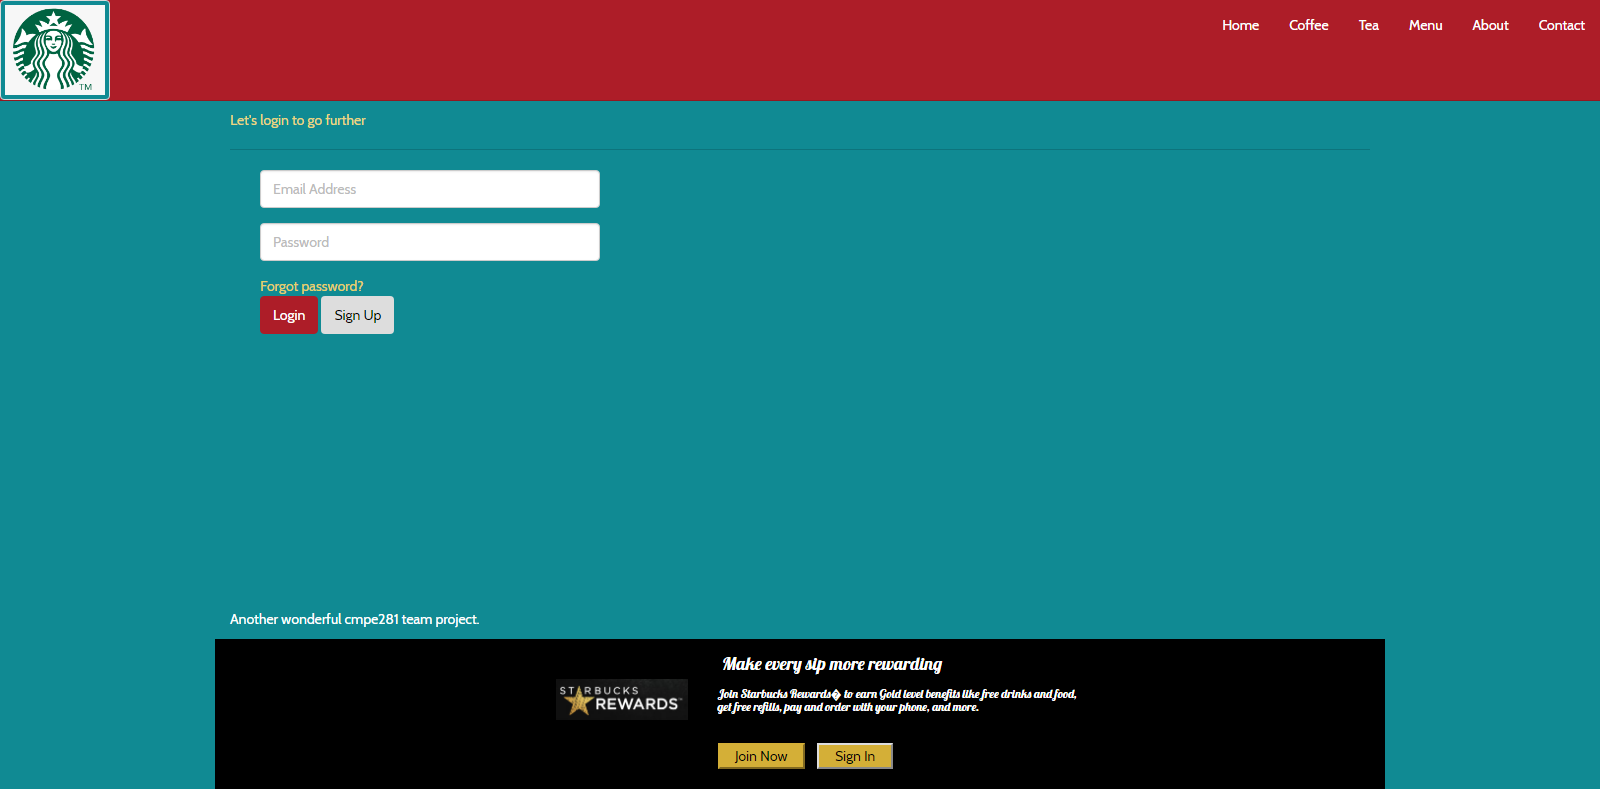 TM
Home Coffee Tea Menu About Contact
Let's login to go further
Email Address
Password
Forgot password?
Login Sign Up
Another wonderful cmpe281 team project.
Make every sip more rewarding
STARBUCKS
REWARDS™
Join Starbucks Rewards� to earn Gold level benefits like free drinks and food,
get free refills, pay and order with your phone, and more.
Join Now Sign In